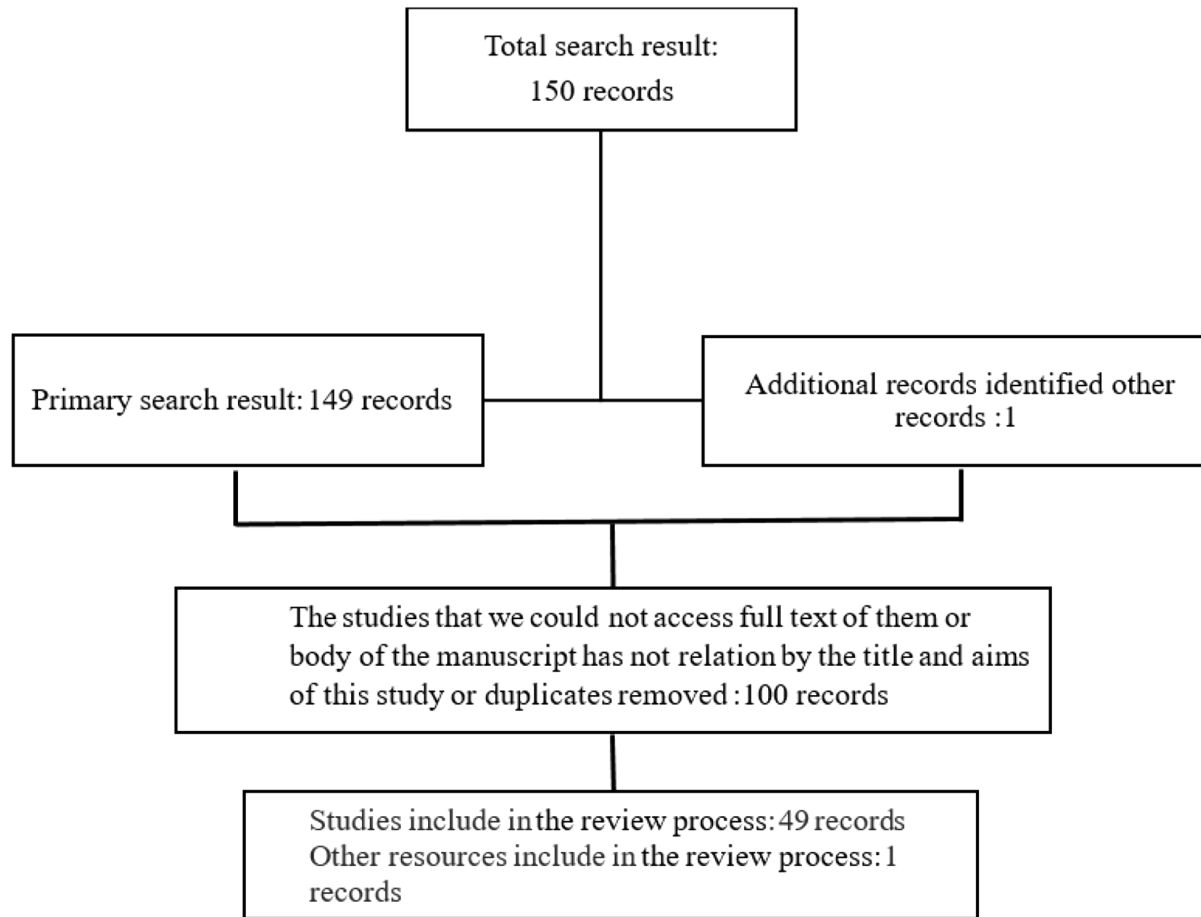 Total search result:
150 records
Primary search result: 149 records
Additional records identified other
records :1
The studies that we could not access full text of them or
body of the manuscript has not relation by the title and aims
of this study or duplicates removed :100 records
Studies include in the review process: 49 records
Other resources include in the review process: 1
records